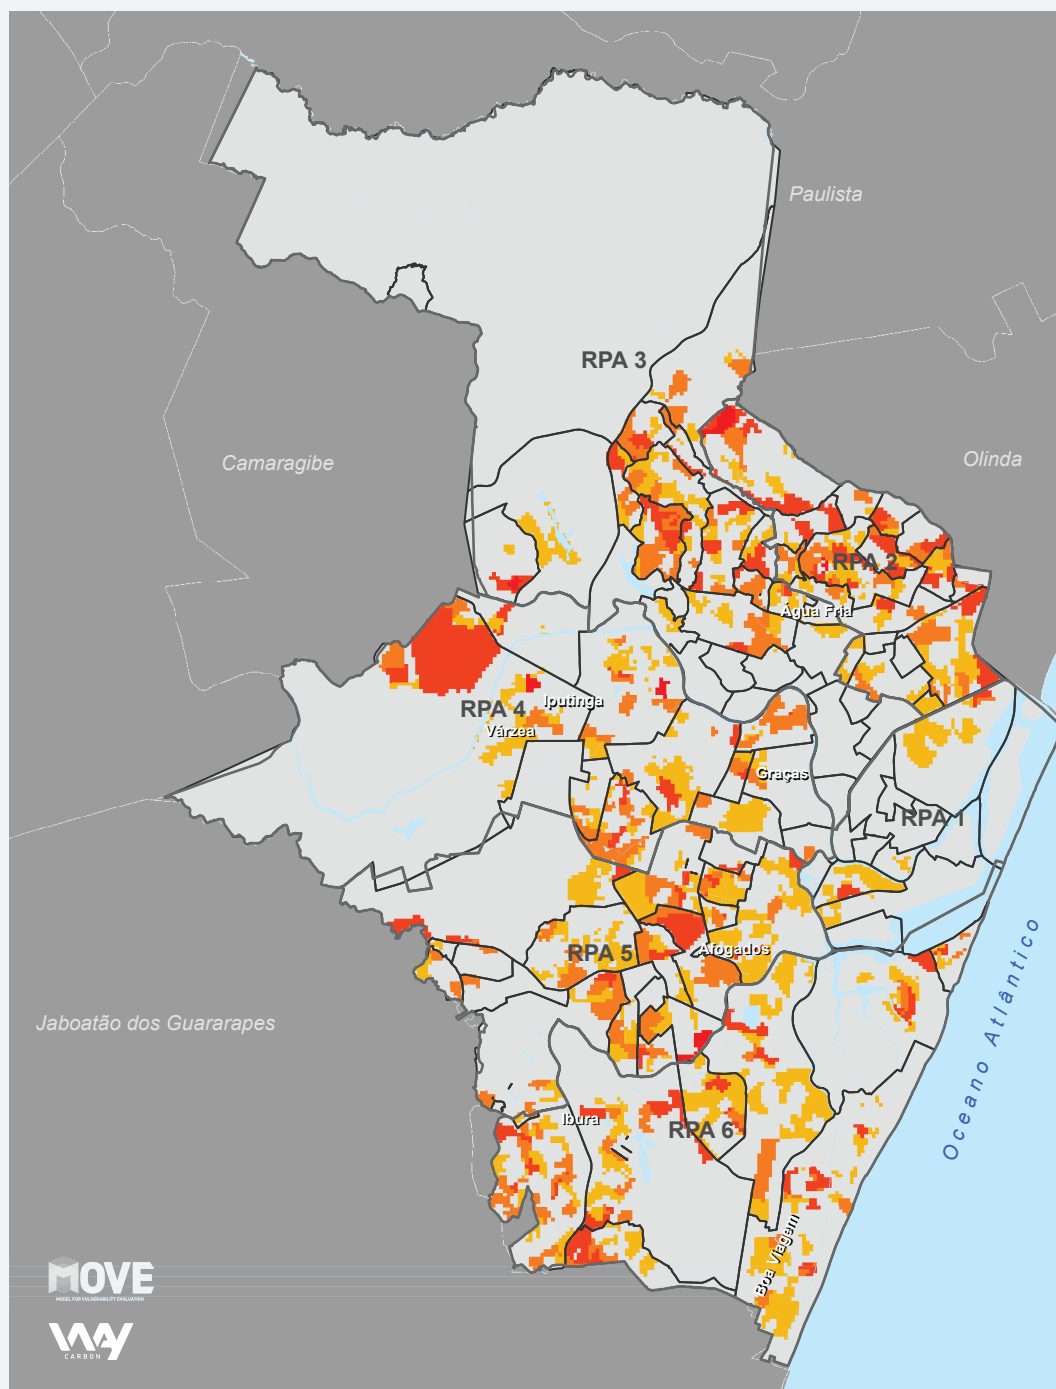 Paulista
RPA 3
Camaragibe
Olinda
RPA 2
Água Fria
Iputinga
RPA 4
Várzea
Graças
RPA 1
Afogados
RPA 5
Jaboatão dos Guararapes
Oceano Atlântico
Ibura
RPA 6
Boa Viagem
MOVE
MODEL FOR VULNERABILITY EVALUATION
WAY
CARBON